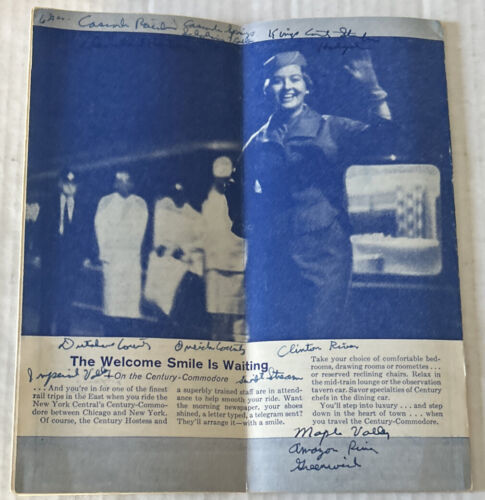 Cascade Cascade
Kings County
Dutchess County Oneida County Clinton River
The Welcome Smile Is Waiting
Imperial Valley On the Century-Commodore Stream
. . . And you're in for one of the finest
rail trips in the East when you ride the
New York Central's Century-Commo-
dore between Chicago and New York.
Of course, the Century Hostess and
a superbly trained staff are in attend-
ance to help smooth your ride. Want
the morning newspaper, your shoes
shined, a letter typed, a telegram sent?
They'll arrange it—with a smile.
Take your choice of comfortable bed-
rooms, drawing rooms or roomettes . . .
or reserved reclining chairs. Relax in
the mid-train lounge or the observation
tavern car. Savor specialties of Century
chefs in the dining car.
You'll step into luxury . . . and step
down in the heart of town . . . when
you travel the Century-Commodore.
Maple Valley
Amazon River
Greenwich